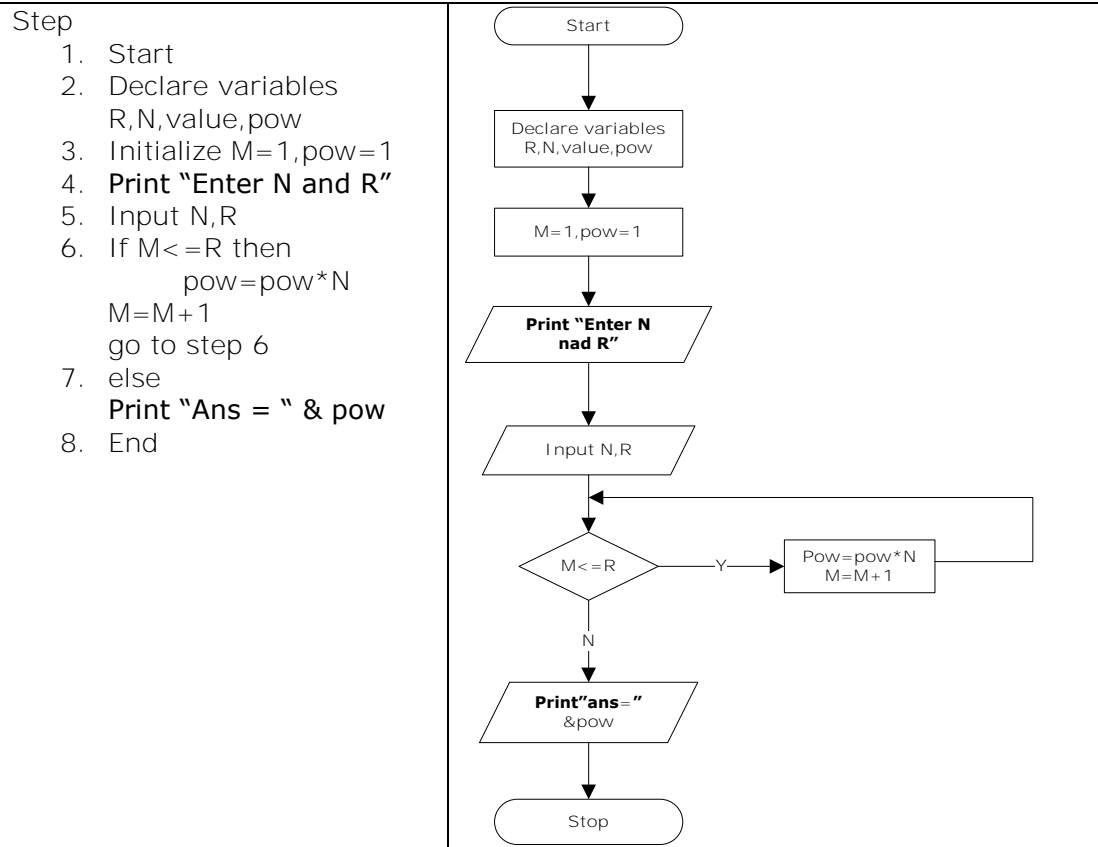 Step
1. Start
2. Declare variables
R,N,value,pow
3. Initialize M=1,pow=1
4. Print “Enter N and R”
5. Input N,R
6. If M<=R then
pow=pow*N
M=M+1
go to step 6
7. else
Print “Ans = “ & pow
8. End
Start
Declare variables
R,N,value,pow
M=1,pow=1
Print “Enter N
nad R”
Input N,R
M<=R
Y
Pow=pow*N
M=M+1
N
Print”ans=”
&pow
Stop